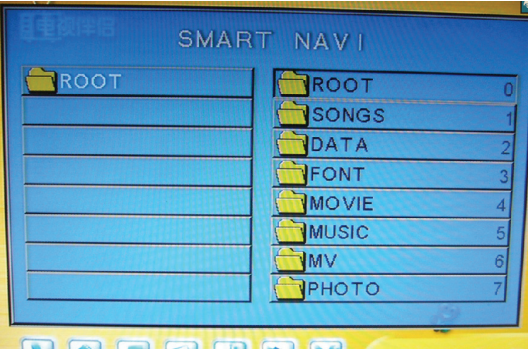 SMART NAVI
ROOT
ROOT 0
SONGS 1
DATA 2
FONT 3
MOVIE 4
MUSIC 5
MV 6
PHOTO 7